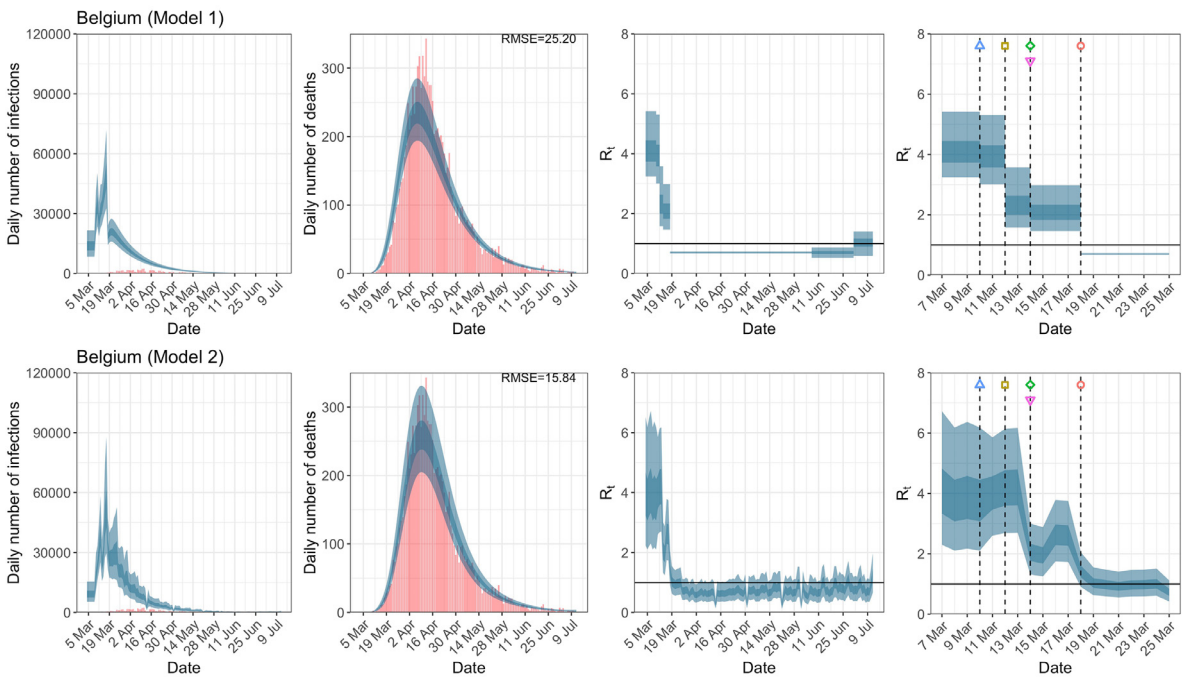 Belgium (Model 1)
Daily number of infections
120000
90000
60000
30000
0
5 Mar
19 Mar
2 Apr
16 Apr
30 Apr
14 May
28 May
11 Jun
25 Jun
9 Jul
Date
Daily number of deaths
RMSE=25.20
300
200
100
0
5 Mar
19 Mar
2 Apr
16 Apr
30 Apr
14 May
28 May
11 Jun
25 Jun
9 Jul
Date
Rt
8
6
4
2
0
5 Mar
19 Mar
2 Apr
16 Apr
30 Apr
14 May
28 May
11 Jun
25 Jun
9 Jul
Date
Rt
8
6
4
2
0
7 Mar
9 Mar
11 Mar
13 Mar
15 Mar
17 Mar
19 Mar
21 Mar
23 Mar
25 Mar
Date
Belgium (Model 2)
Daily number of infections
120000
90000
60000
30000
0
5 Mar
19 Mar
2 Apr
16 Apr
30 Apr
14 May
28 May
11 Jun
25 Jun
9 Jul
Date
Daily number of deaths
RMSE=15.84
300
200
100
0
5 Mar
19 Mar
2 Apr
16 Apr
30 Apr
14 May
28 May
11 Jun
25 Jun
9 Jul
Date
Rt
8
6
4
2
0
5 Mar
19 Mar
2 Apr
16 Apr
30 Apr
14 May
28 May
11 Jun
25 Jun
9 Jul
Date
Rt
8
6
4
2
0
7 Mar
9 Mar
11 Mar
13 Mar
15 Mar
17 Mar
19 Mar
21 Mar
23 Mar
25 Mar
Date